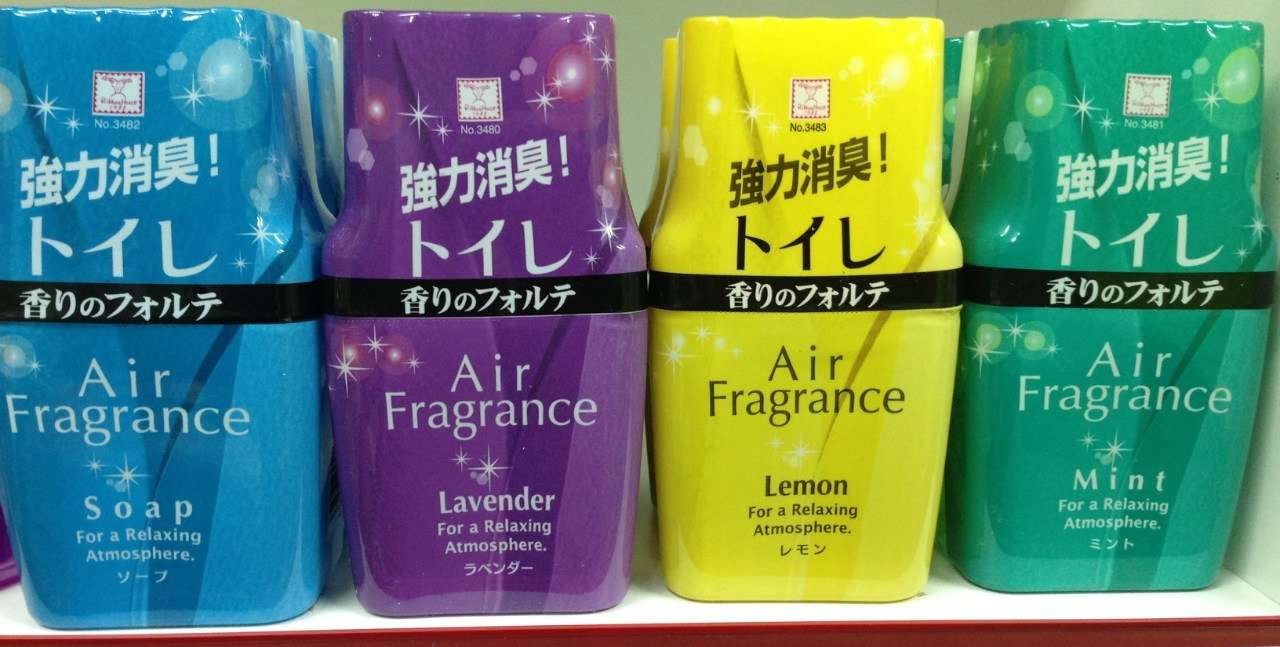 No.3482
強力消臭!
トイレ
香りのフォルテ
Air
Fragrance
Soap
For a Relaxing
Atmosphere.
ソープ
No.3480
強力消臭!
トイレ
香りのフォルテ
Air
Fragrance
Lavender
For a Relaxing
Atmosphere.
ラベンダー
No.3483
強力消臭!
トイレ
香りのフォルテ
Air
Fragrance
Lemon
For a Relaxing
Atmosphere.
レモン
No.3481
強力消臭!
トイレ
香りのフォルテ
Air
Fragrance
Mint
For a Relaxing
Atmosphere.
ミント